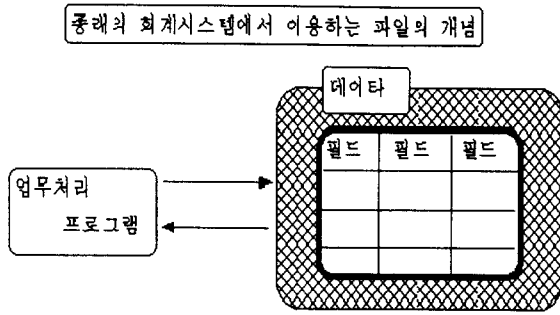 종래의 회계시스템에서 이용하는 파일의 개념
데이타
필드 필드 필드
업무처리
프로그램